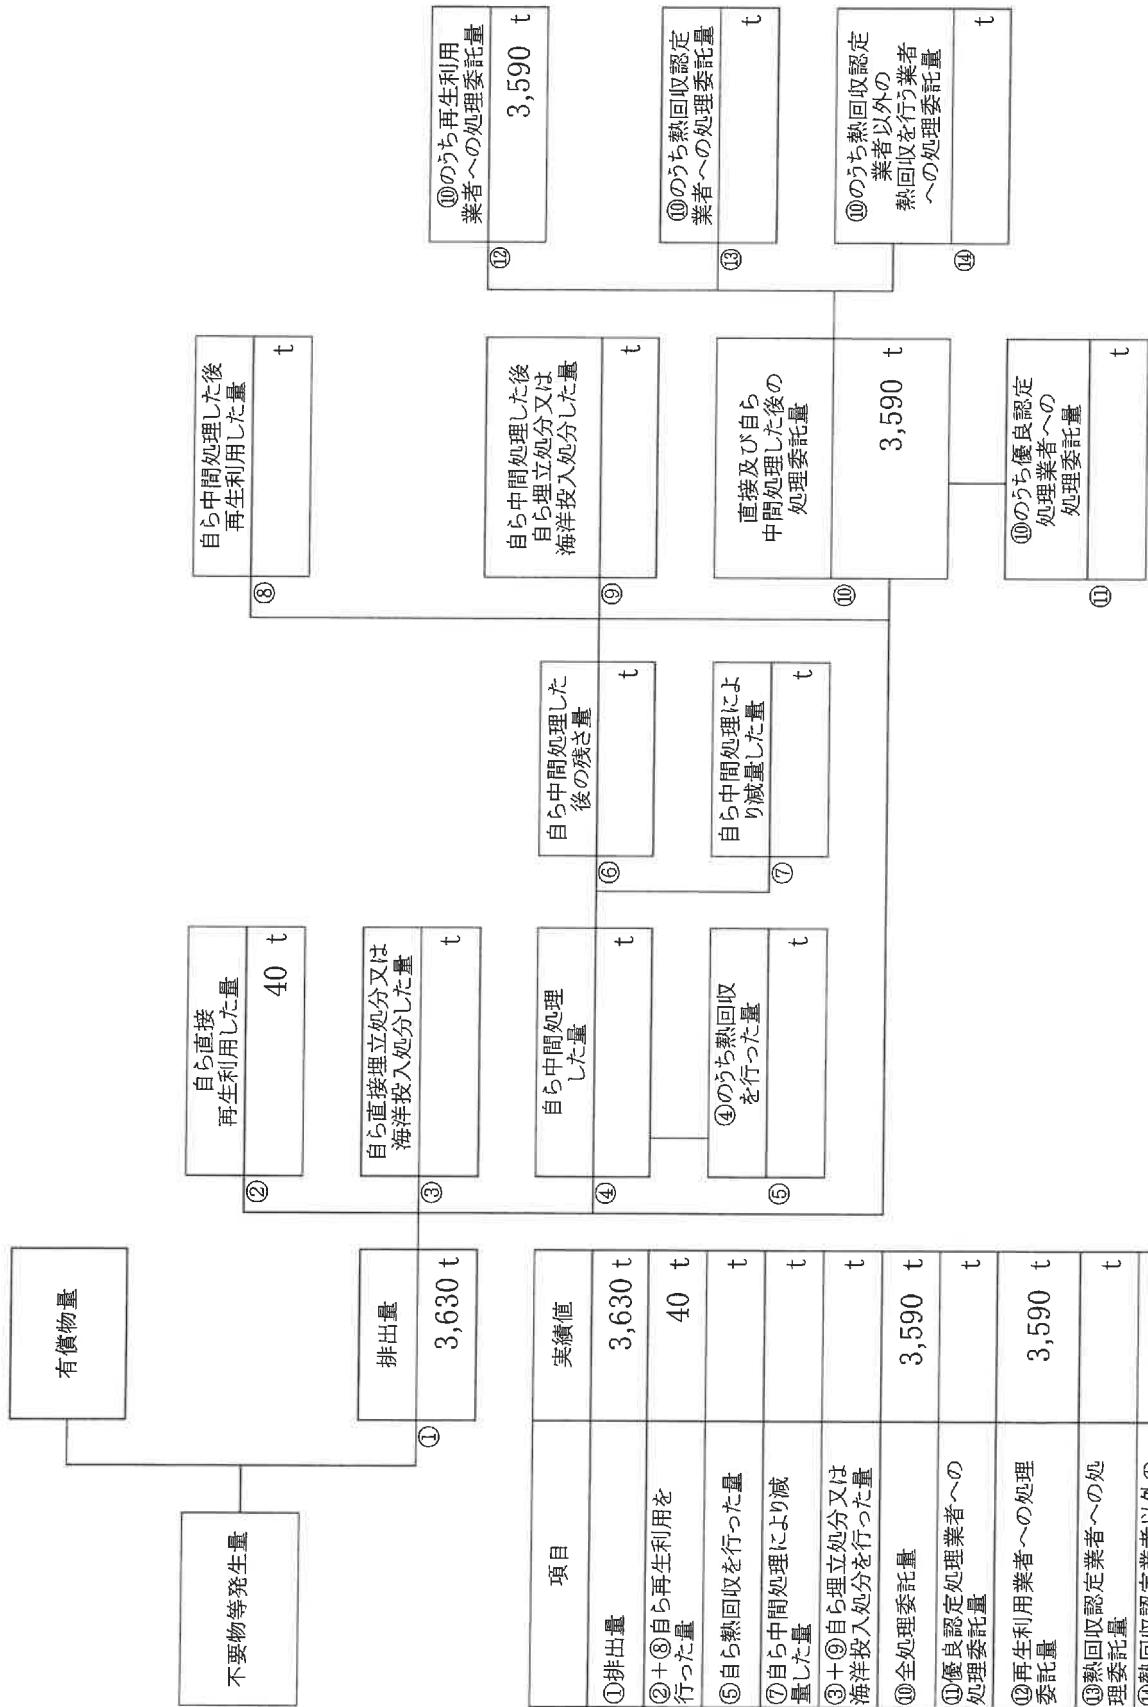 不要物等発生量
有償物量
①
排出量
3,630 t
②
自ら直接
再生利用した量
40 t
③
自ら直接埋立処分又は
海洋投入処分した量
t
④
自ら中間処理
した量
t
⑤
④のうち熱回収
を行った量
t
⑥
自ら中間処理した
後の残さ量
t
⑦
自ら中間処理によ
り減量した量
t
⑧
自ら中間処理した後
再生利用した量
t
⑨
自ら中間処理した後
自ら埋立処分又は
海洋投入処分した量
t
⑩
直接及び自ら
中間処理した後の
処理委託量
3,590 t
⑪
⑩のうち優良認定
処理業者への
処理委託量
t
⑫
⑩のうち再生利用
業者への処理委託量
3,590 t
⑬
⑩のうち熱回収認定
業者への処理委託量
t
⑭
⑩のうち熱回収認定
業者以外の
熱回収を行う業者
への処理委託量
t
項目 実績値
①排出量 3,630 t
②+⑧自ら再生利用を
行った量 40 t
⑤自ら熱回収を行った量 t
⑦自ら中間処理により減
量した量 t
③+⑨自ら埋立処分又は
海洋投入処分を行った量 t
⑩全処理委託量 3,590 t
⑪優良認定処理業者への
処理委託量 t
⑫再生利用業者への処理
委託量 3,590 t
⑬熱回収認定業者への処
理委託量 t
⑭熱回収認定業者以外の